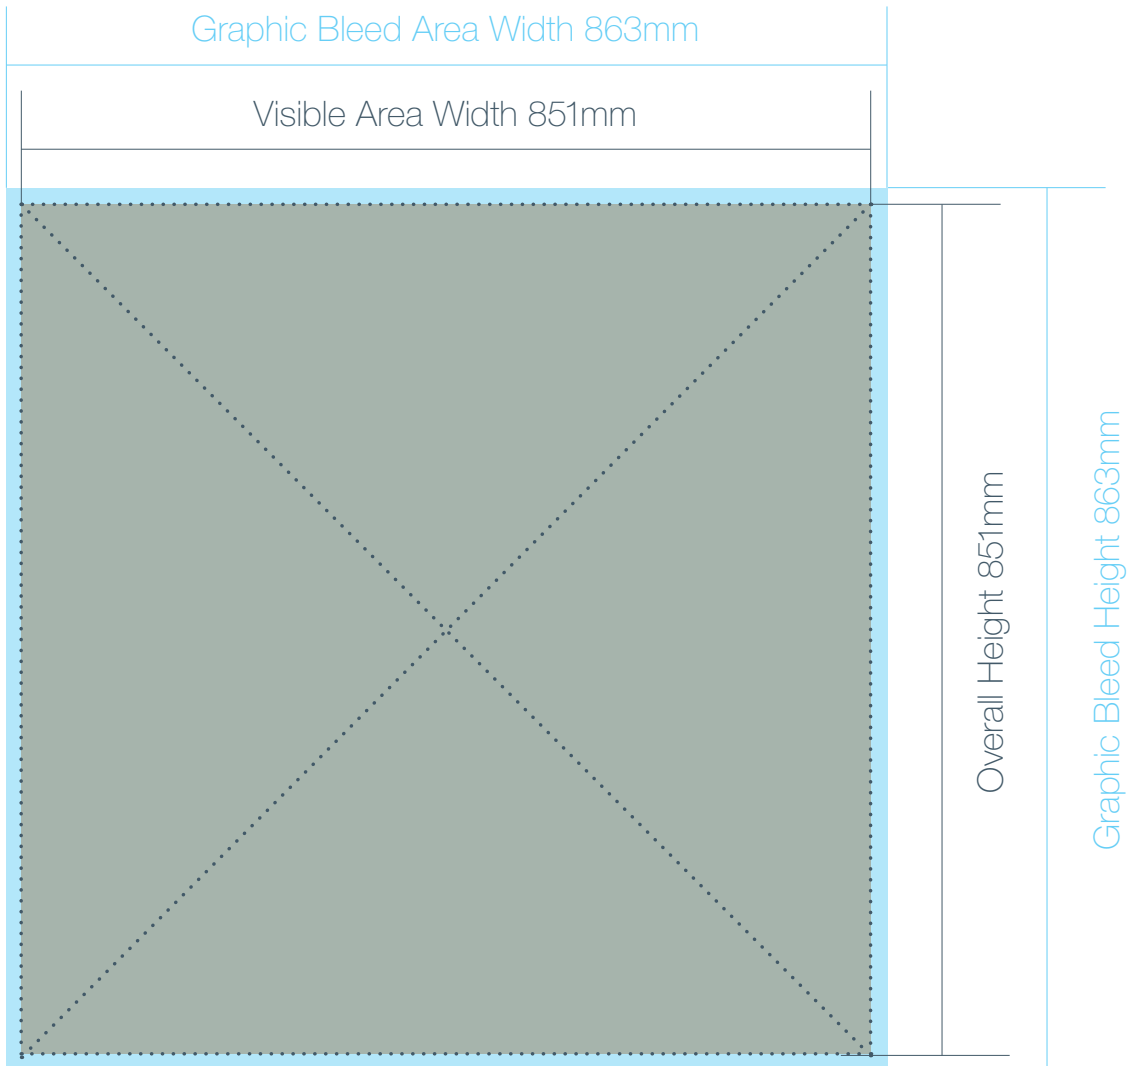 Graphic Bleed Area Width 863mm
Visible Area Width 851mm
Overall Height 851mm
Graphic Bleed Height 863mm